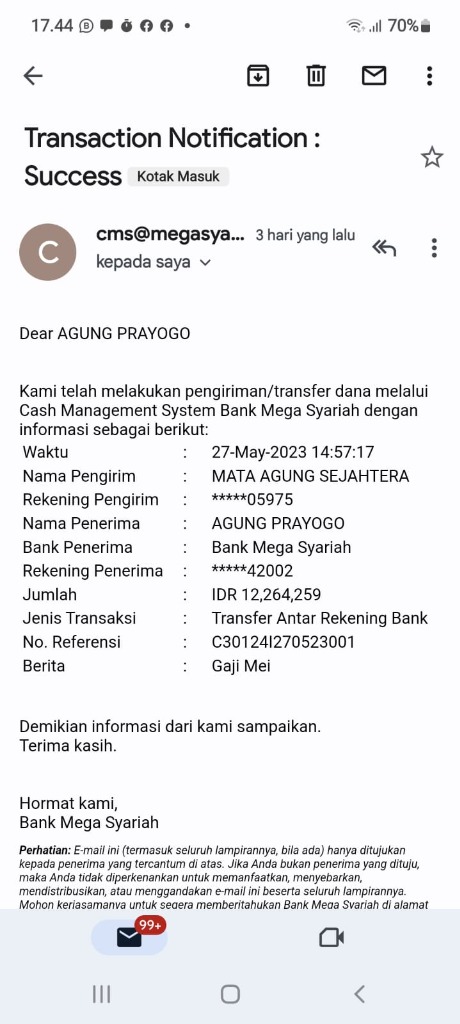 17.44 70%
Transaction Notification :
Success Kotak Masuk
C cms@megasya... 3 hari yang lalu
kepada saya
Dear AGUNG PRAYOGO
Kami telah melakukan pengiriman/transfer dana melalui
Cash Management System Bank Mega Syariah dengan
informasi sebagai berikut:
Waktu : 27-May-2023 14:57:17
Nama Pengirim : MATA AGUNG SEJAHTERA
Rekening Pengirim : *****05975
Nama Penerima : AGUNG PRAYOGO
Bank Penerima : Bank Mega Syariah
Rekening Penerima : *****42002
Jumlah : IDR 12,264,259
Jenis Transaksi : Transfer Antar Rekening Bank
No. Referensi : C30124I270523001
Berita : Gaji Mei
Demikian informasi dari kami sampaikan.
Terima kasih.
Hormat kami,
Bank Mega Syariah
Perhatian: E-mail ini (termasuk seluruh lampirannya, bila ada) hanya ditujukan
kepada penerima yang tercantum di atas. Jika Anda bukan penerima yang dituju,
maka Anda tidak diperkenankan untuk memanfaatkan, menyebarkan,
mendistribusikan, atau menggandakan e-mail ini beserta seluruh lampirannya.
Mohon kerjasamanya untuk segera memberitahukan Bank Mega Syariah di alamat
99+